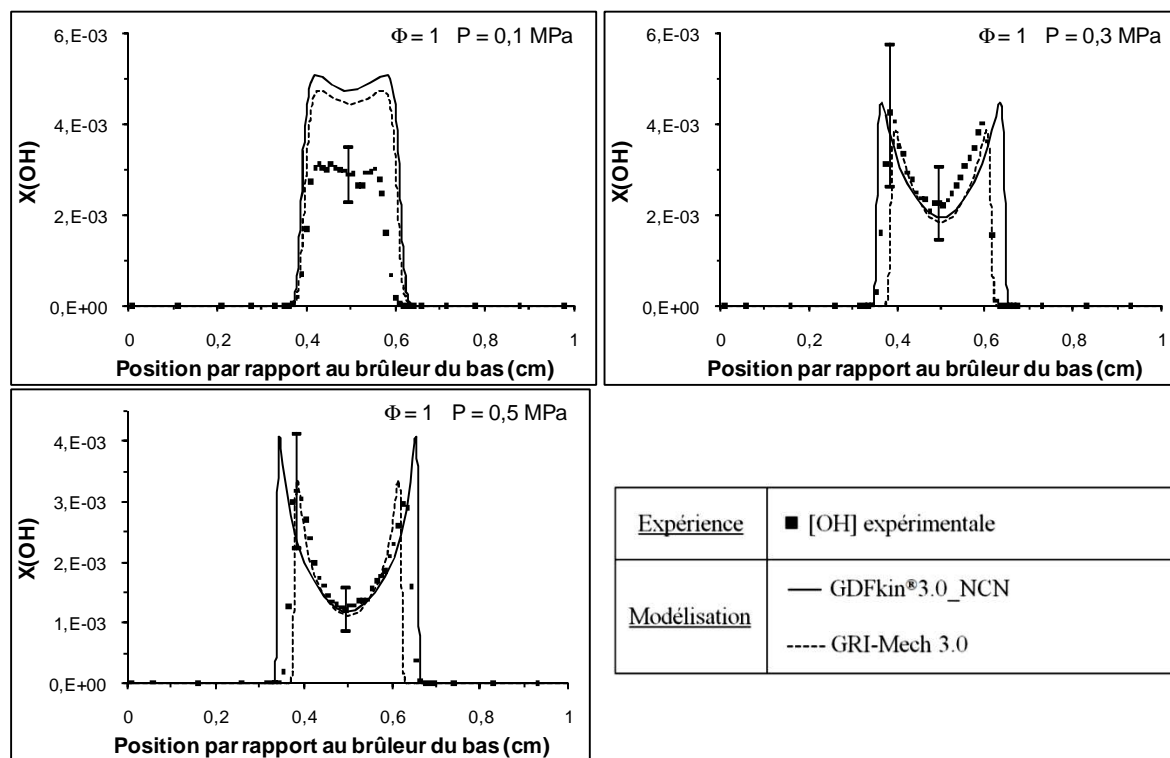 Φ = 1 P = 0,1 MPa
6,E-03
4,E-03
2,E-03
0,E+00
X(OH)
0 0,2 0,4 0,6 0,8 1
Position par rapport au brûleur du bas (cm)
Φ = 1 P = 0,3 MPa
6,E-03
4,E-03
2,E-03
0,E+00
X(OH)
0 0,2 0,4 0,6 0,8 1
Position par rapport au brûleur du bas (cm)
Φ = 1 P = 0,5 MPa
4,E-03
3,E-03
2,E-03
1,E-03
0,E+00
X(OH)
0 0,2 0,4 0,6 0,8 1
Position par rapport au brûleur du bas (cm)
Expérience [OH] expérimentale
Modélisation
GDFkin®3.0_NCN
GRI-Mech 3.0